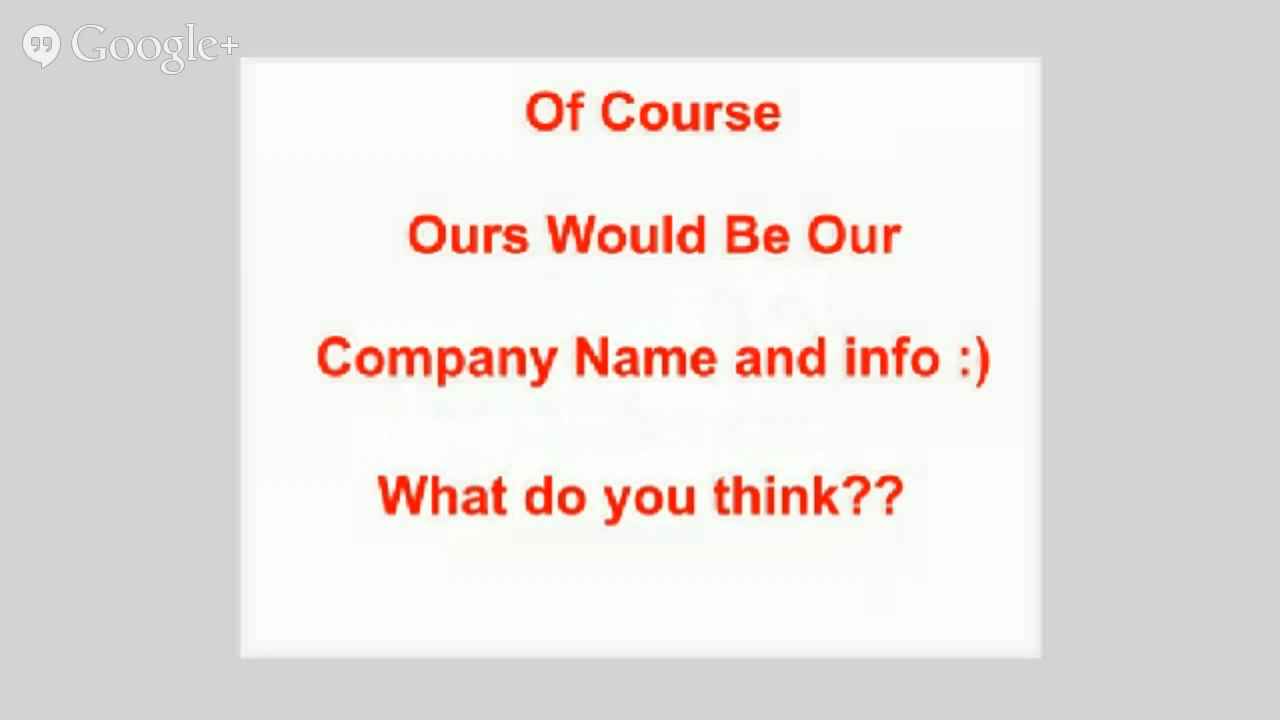 Google+
Of Course
Ours Would Be Our
Company Name and info :)
What do you think??